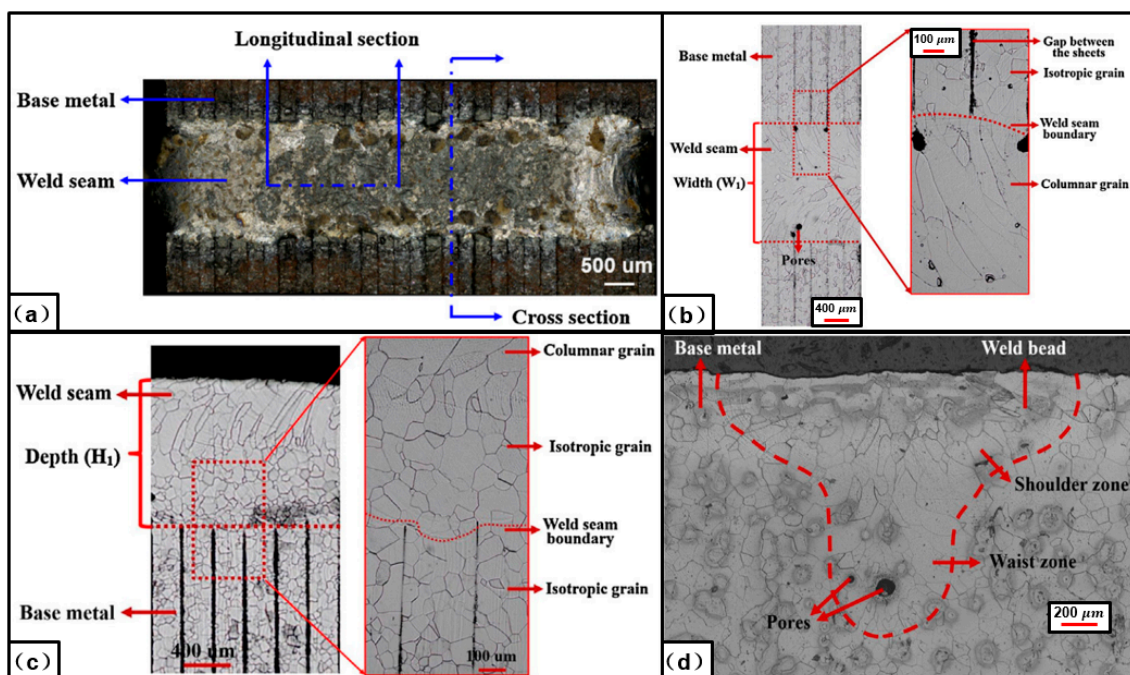 Longitudinal section
Base metal
Weld seam
500 um
Cross section
(a)
Base metal
Weld seam
Width (W₁)
Pores
400 μm
100 μm
Gap between
the sheets
Isotropic grain
Weld seam
boundary
Columnar grain
(b)
Weld seam
Depth (H₁)
Base metal
400 um
Columnar grain
Isotropic grain
Weld seam
boundary
Isotropic grain
100 um
(c)
Base metal
Weld bead
Shoulder zone
Waist zone
Pores
200 μm
(d)